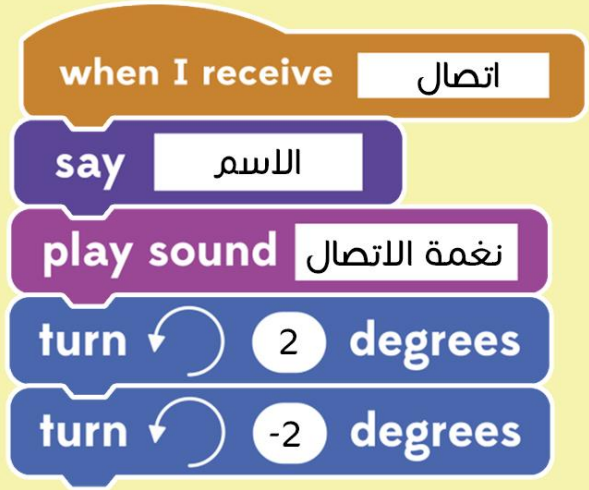 when I receive اتصال
say الاسم
play sound نغمة الاتصال
turn 2 degrees
turn -2 degrees